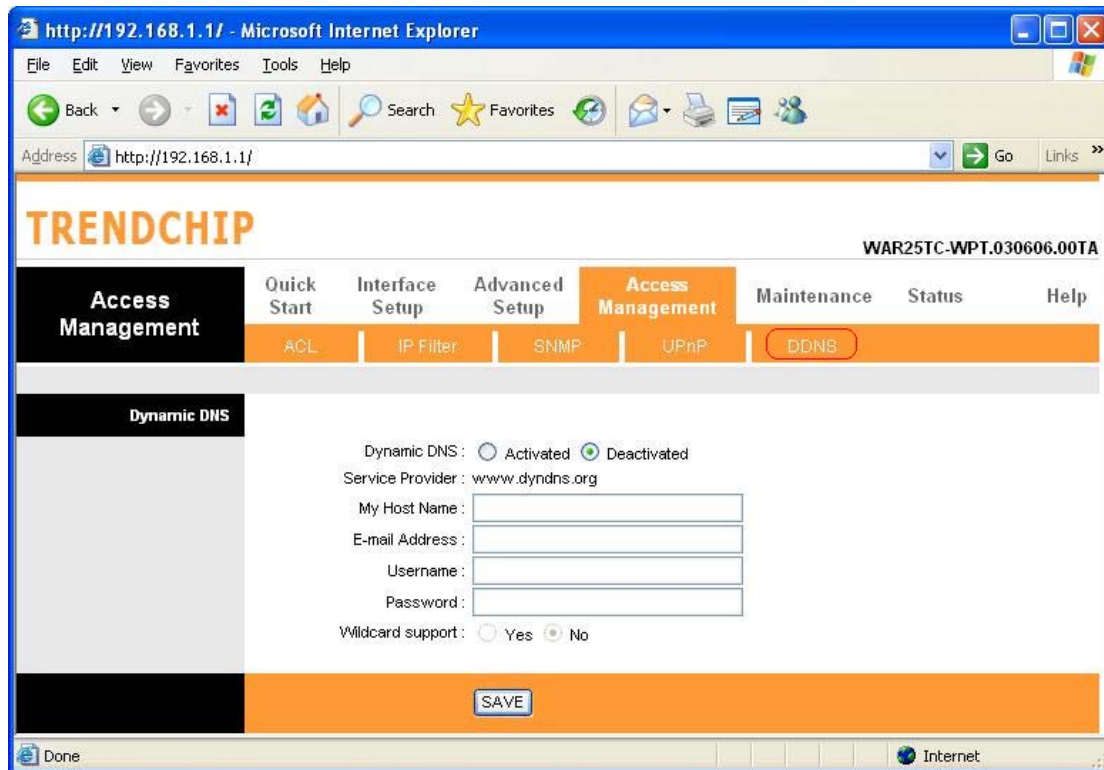 http://192.168.1.1/ - Microsoft Internet Explorer
File Edit View Favorites Tools Help
Back Search Favorites
Address http://192.168.1.1/ Go Links »
TRENDCHIP
WAR25TC-WPT.030606.00TA
Access Management
Quick Start
Interface Setup
Advanced Setup
Access Management
Maintenance
Status
Help
ACL IP Filter SNMP UPnP DDNS
Dynamic DNS
Dynamic DNS : Activated Deactivated
Service Provider : www.dyndns.org
My Host Name :
E-mail Address :
Username :
Password :
Wildcard support : Yes No
SAVE
Done Internet